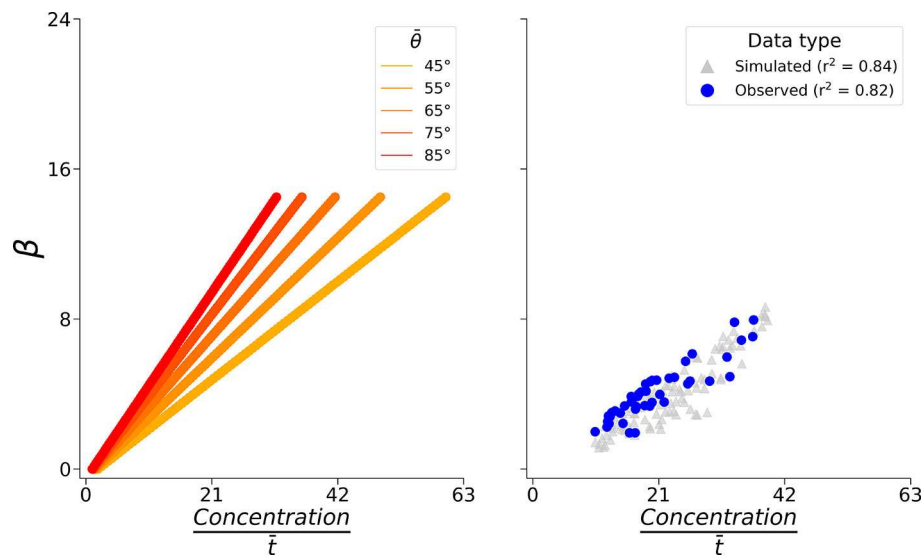 24
16
8
0
β
θ̄
45°
55°
65°
75°
85°
0 21 42 63
Concentration
t̄
Data type
Simulated (r² = 0.84)
Observed (r² = 0.82)
0 21 42 63
Concentration
t̄